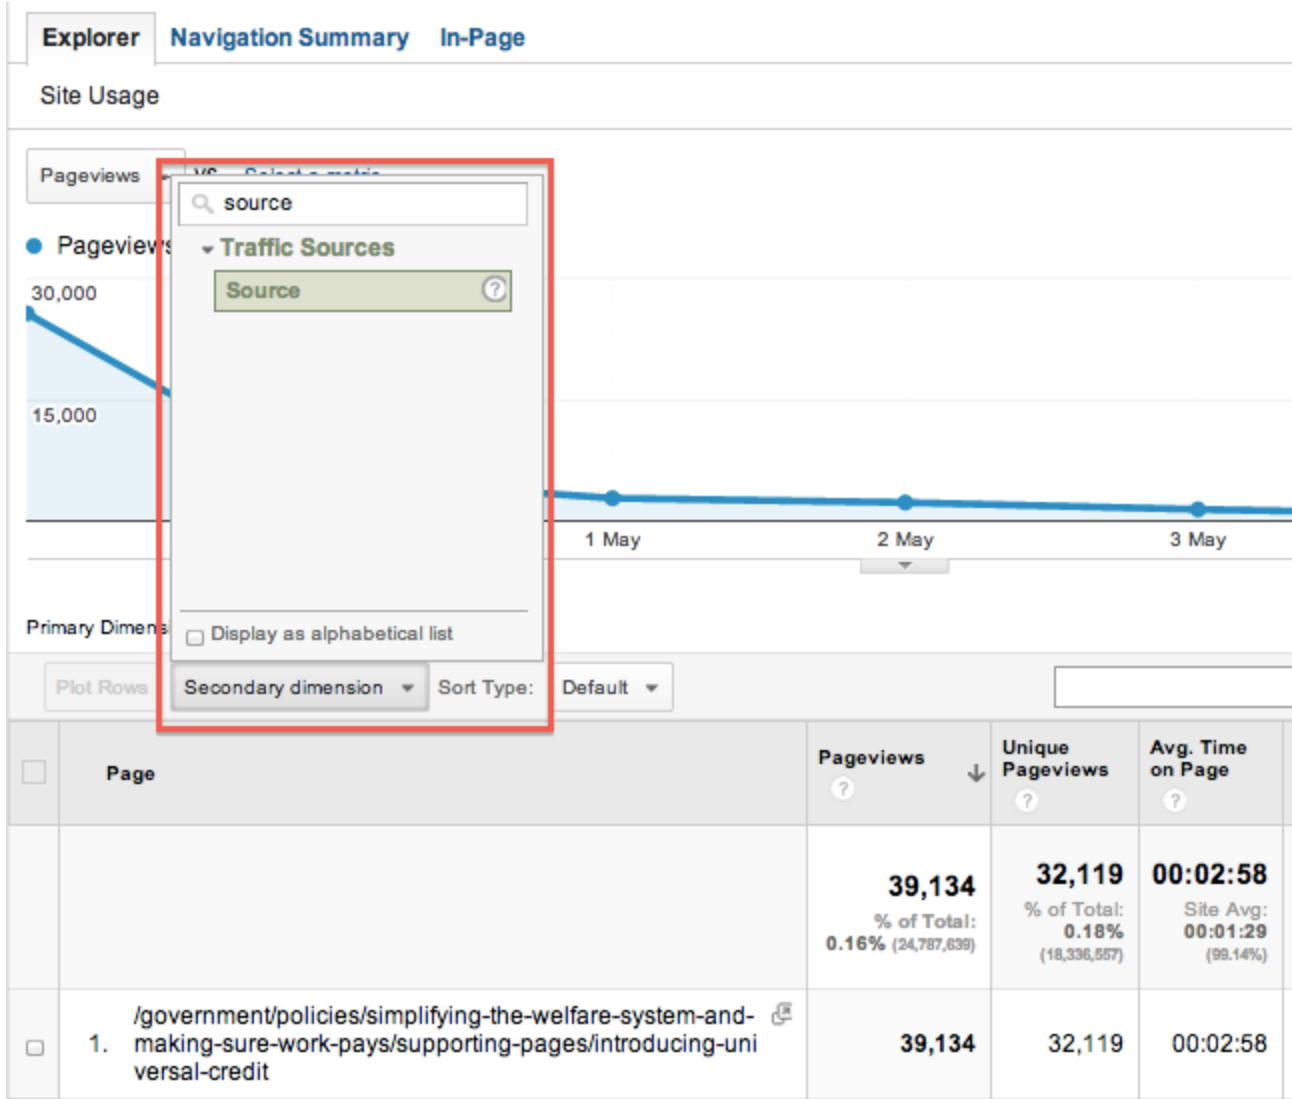 Explorer Navigation Summary In-Page
Site Usage
Pageviews vs. Select a metric
source
Pageviews
Traffic Sources
Source ?
30,000
15,000
1 May 2 May 3 May
Primary Dimensi
Display as alphabetical list
Plot Rows Secondary dimension Sort Type: Default
Page Pageviews ? Unique Pageviews ? Avg. Time on Page ?
39,134 32,119 00:02:58
% of Total: % of Total: Site Avg:
0.16% (24,787,639) 0.18% 00:01:29
(18,336,557) (99.14%)
/government/policies/simplifying-the-welfare-system-and-
1. making-sure-work-pays/supporting-pages/introducing-uni 39,134 32,119 00:02:58
versal-credit